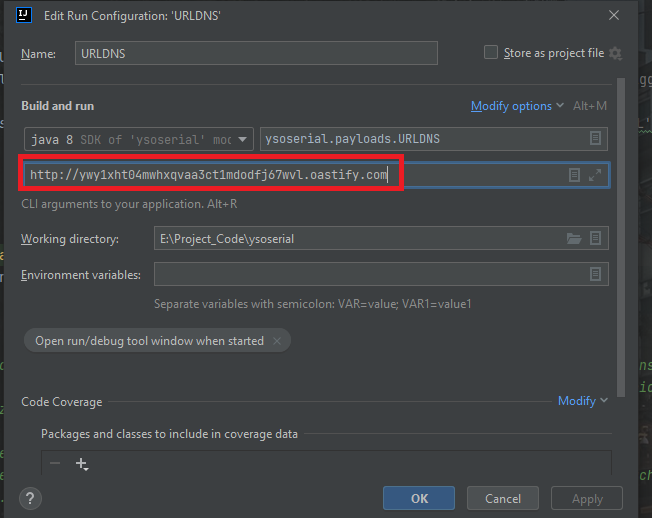 IJ Edit Run Configuration: 'URLDNS'
Name: URLDNS Store as project file
Build and run Modify options Alt+M
java 8 SDK of 'ysoserial' mod ysoserial.payloads.URLDNS
http://ywy1xht04mwhxqvaa3ct1mdodfj67wvl.oastify.com
CLI arguments to your application. Alt+R
Working directory: E:\Project_Code\ysoserial
Environment variables:
Separate variables with semicolon: VAR=value; VAR1=value1
Open run/debug tool window when started
Code Coverage Modify
Packages and classes to include in coverage data
? OK Cancel Apply